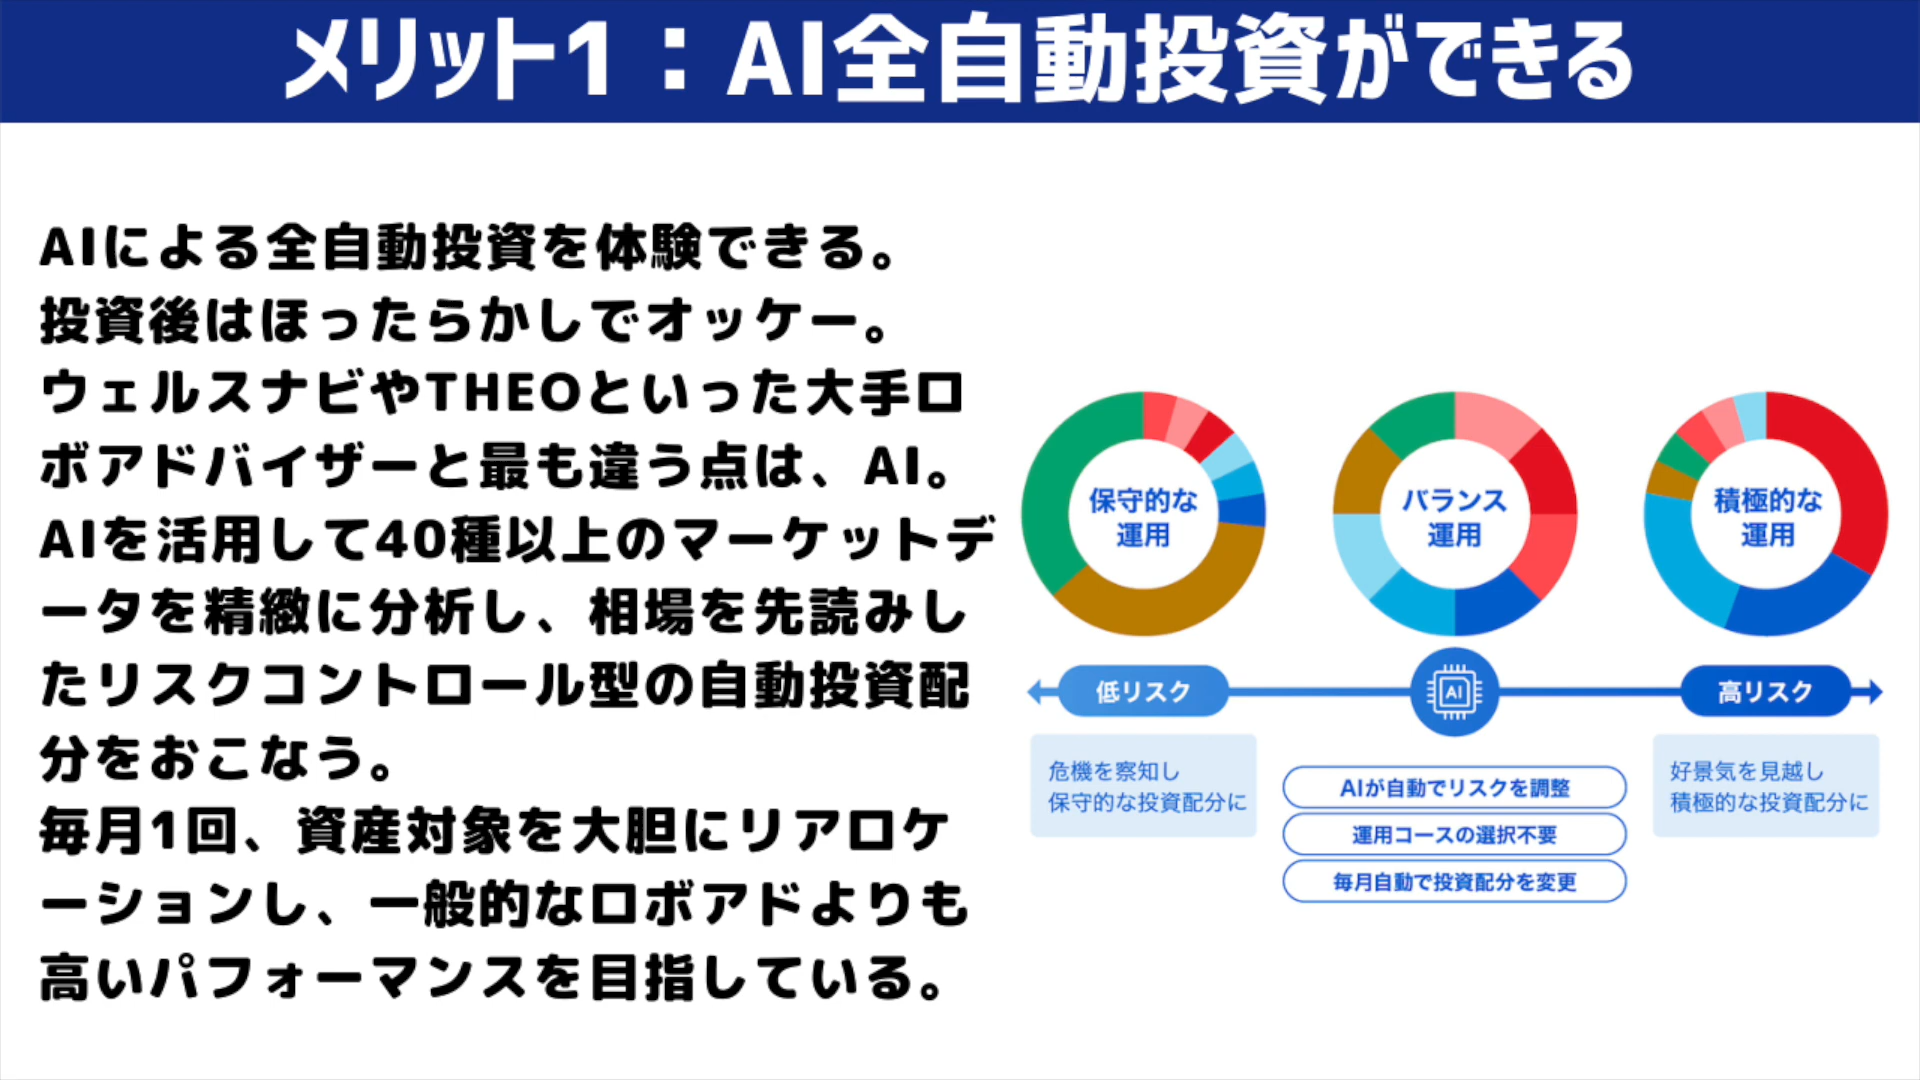 メリット1：AI全自動投資ができる
AIによる全自動投資を体験できる。
投資後はほったらかしでオッケー。
ウェルスナビやTHEOといった大手ロ
ボアドバイザーと最も違う点は、AI。
AIを活用して40種以上のマーケットデ
ータを精緻に分析し、相場を先読みし
たリスクコントロール型の自動投資配
分をおこなう。
毎月1回、資産対象を大胆にリアロケ
ーションし、一般的なロボアドよりも
高いパフォーマンスを目指している。
保守的な
運用
バランス
運用
積極的な
運用
低リスク
AI
高リスク
危機を察知し
保守的な投資配分に
AIが自動でリスクを調整
運用コースの選択不要
毎月自動で投資配分を変更
好景気を見越し
積極的な投資配分に